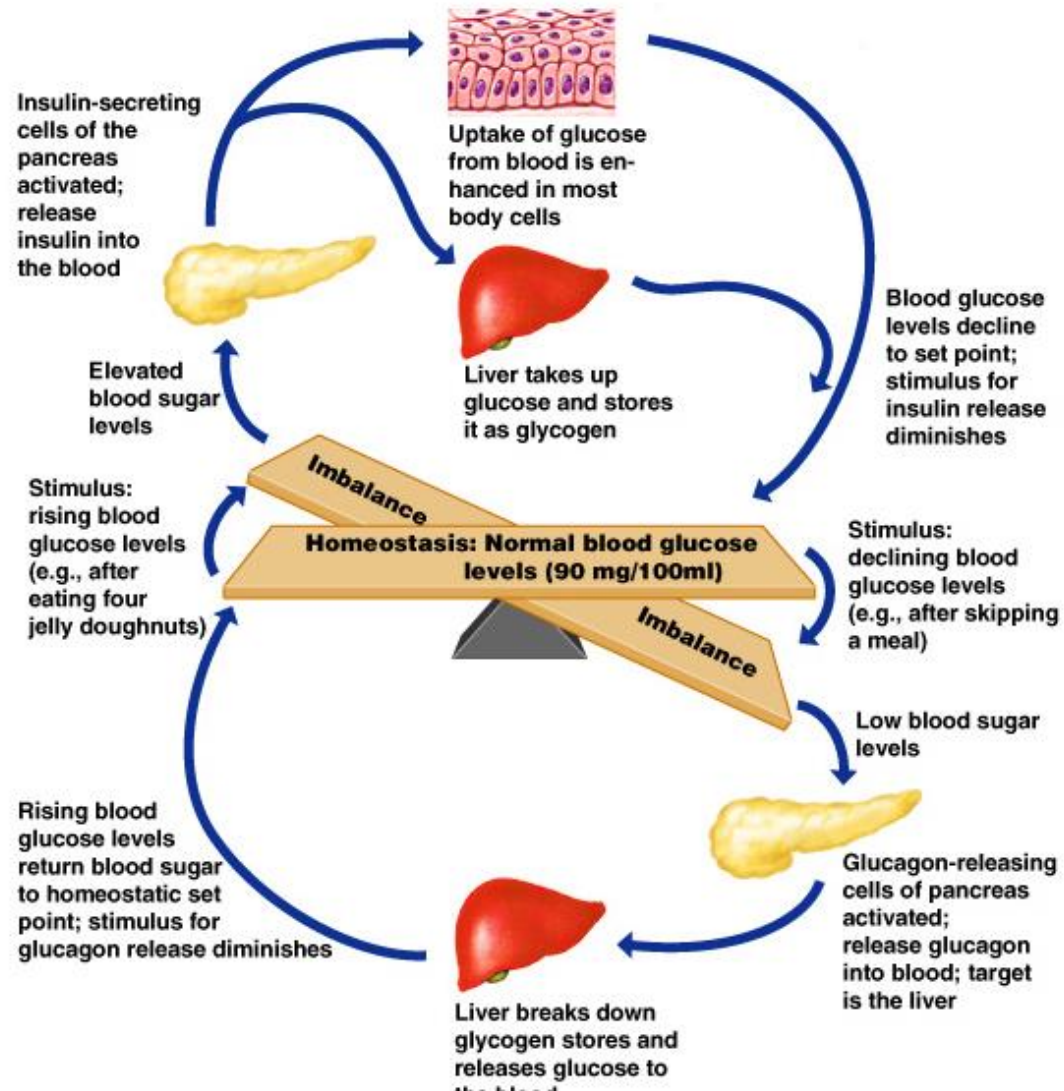 Insulin-secreting
cells of the
pancreas
activated;
release
insulin into
the blood
Uptake of glucose
from blood is en-
hanced in most
body cells
Elevated
blood sugar
levels
Liver takes up
glucose and stores
it as glycogen
Blood glucose
levels decline
to set point;
stimulus for
insulin release
diminishes
Stimulus:
rising blood
glucose levels
(e.g., after
eating four
jelly doughnuts)
Imbalance
Homeostasis: Normal blood glucose
levels (90 mg/100ml)
Imbalance
Stimulus:
declining blood
glucose levels
(e.g., after skipping
a meal)
Low blood sugar
levels
Rising blood
glucose levels
return blood sugar
to homeostatic set
point; stimulus for
glucagon release diminishes
Glucagon-releasing
cells of pancreas
activated;
release glucagon
into blood; target
is the liver
Liver breaks down
glycogen stores and
releases glucose to
the blood